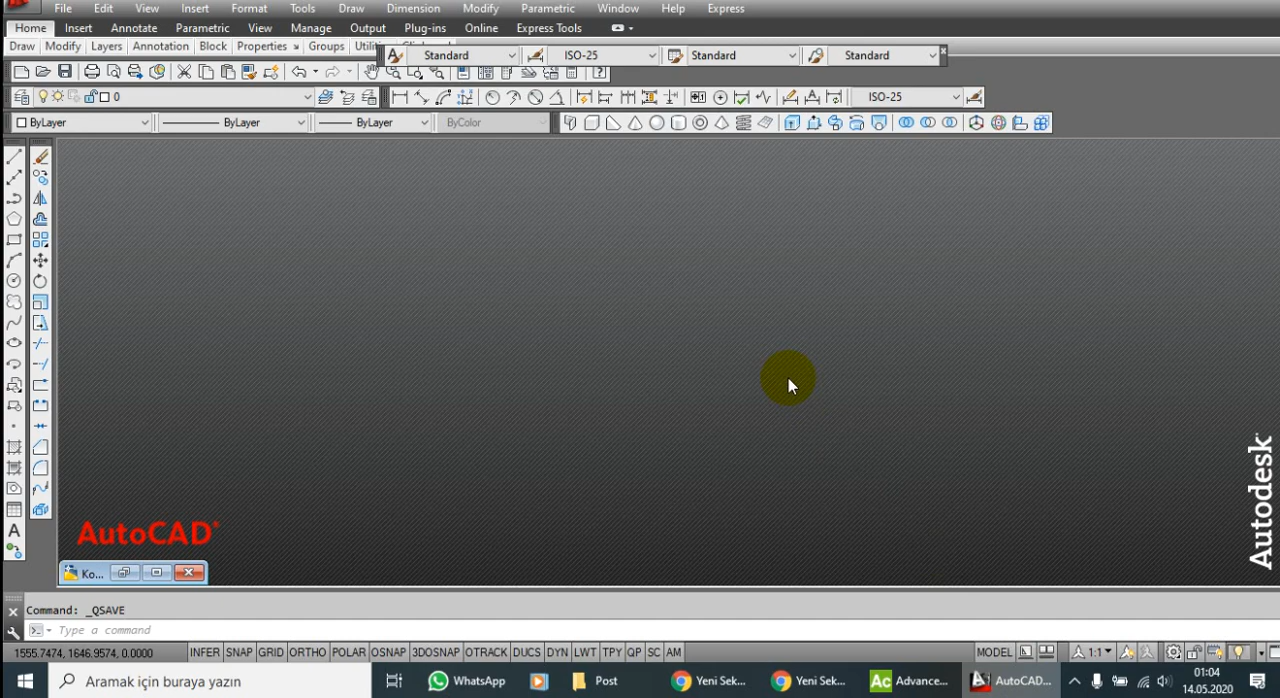 File Edit View Insert Format Tools Draw Dimension Modify Parametric Window Help Express
Home Insert Annotate Parametric View Manage Output Plug-ins Online Express Tools
Draw Modify Layers Annotation Block Properties Groups
Standard ISO-25 Standard Standard
0 ISO-25
ByLayer ByLayer ByLayer ByColor
A
AutoCAD
Autodesk
Ko...
Command: _QSAVE
Type a command
1555.7474, 1646.9574, 0.0000 INFER SNAP GRID ORTHO POLAR OSNAP 3DOSNAP OTRACK DUCS DYN LWT TPY QP SC AM MODEL 1:1
Aramak için buraya yazın WhatsApp Post Yeni Sek... Yeni Sek... Ac Advance... AutoCAD... 01:04
14.05.2020